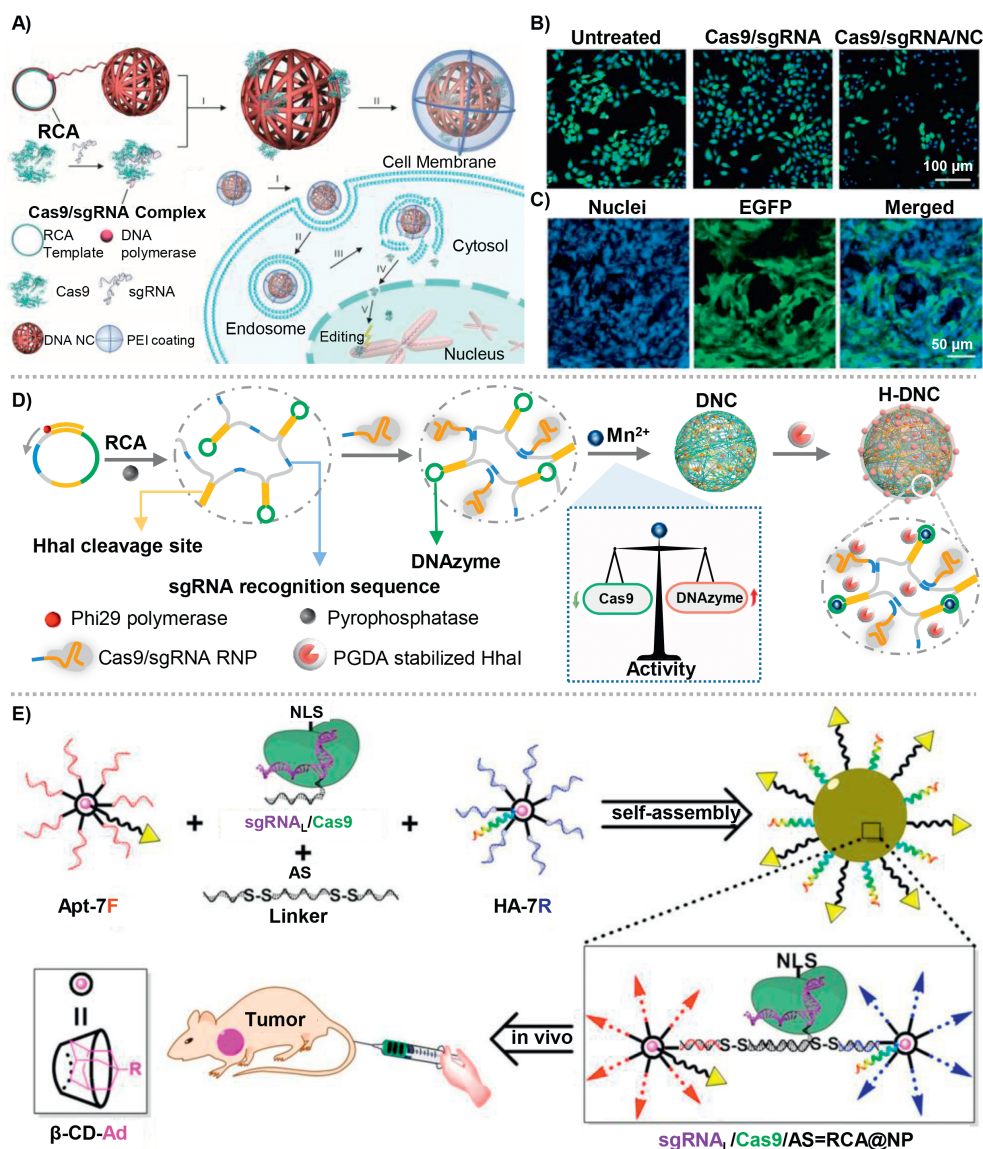 A)
RCA
Cas9/sgRNA Complex
RCA Template
DNA polymerase
Cas9
sgRNA
DNA NC
PEI coating
I
II
Cell Membrane
I
II
III
IV
V
Cytosol
Endosome
Editing
Nucleus
B)
Untreated
Cas9/sgRNA
Cas9/sgRNA/NC
100 µm
C)
Nuclei
EGFP
Merged
50 µm
D)
RCA
Mn2+
DNC
H-DNC
HhaI cleavage site
sgRNA recognition sequence
DNAzyme
Cas9
DNAzyme
Activity
Phi29 polymerase
Pyrophosphatase
Cas9/sgRNA RNP
PGDA stabilized HhaI
E)
NLS
sgRNAL/Cas9
+
+
+
AS
S-S
S-S
Linker
Apt-7F
HA-7R
self-assembly
NLS
S-S
S-S
sgRNAL/Cas9/AS=RCA@NP
in vivo
Tumor
R
β-CD-Ad